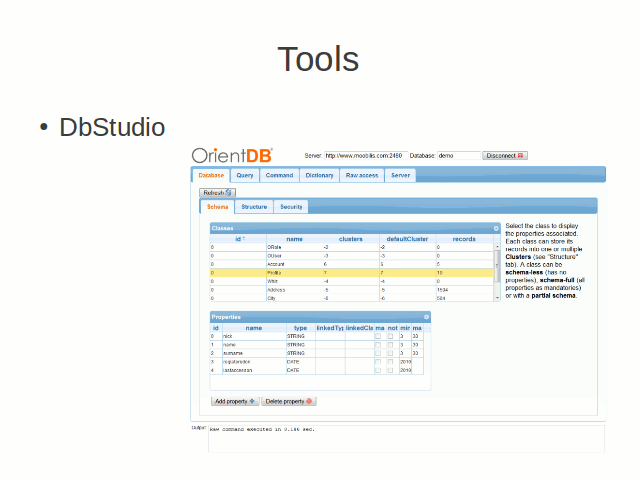 Tools
• DbStudio
OrientDB
Server: http://www.moobilis.com:2480 Database: demo Disconnect
Database Query Command Dictionary Raw access Server
Refresh
Schema Structure Security
Classes
id name clusters defaultCluster records
0 ORole -2 -2 0
0 OUser -3 -3 0
0 Account 6 6 5
0 Profile 7 7 10
0 Whiz -4 -4 0
0 Address -5 -5 1504
0 City -6 -6 504
Select the class to display
the properties associated.
Each class can store its
records into one or multiple
Clusters (see "Structure"
tab). A class can be
schema-less (has no
properties), schema-full (all
properties as mandatories)
or with a partial schema.
Properties
id name type linkedTyp linkedCla ma not min ma
0 nick STRING 3 30
1 name STRING 3 30
2 surname STRING 3 30
3 DATE 2010
4 DATE 2010
Add property Delete property
Output Raw command executed in 0.186 sec.